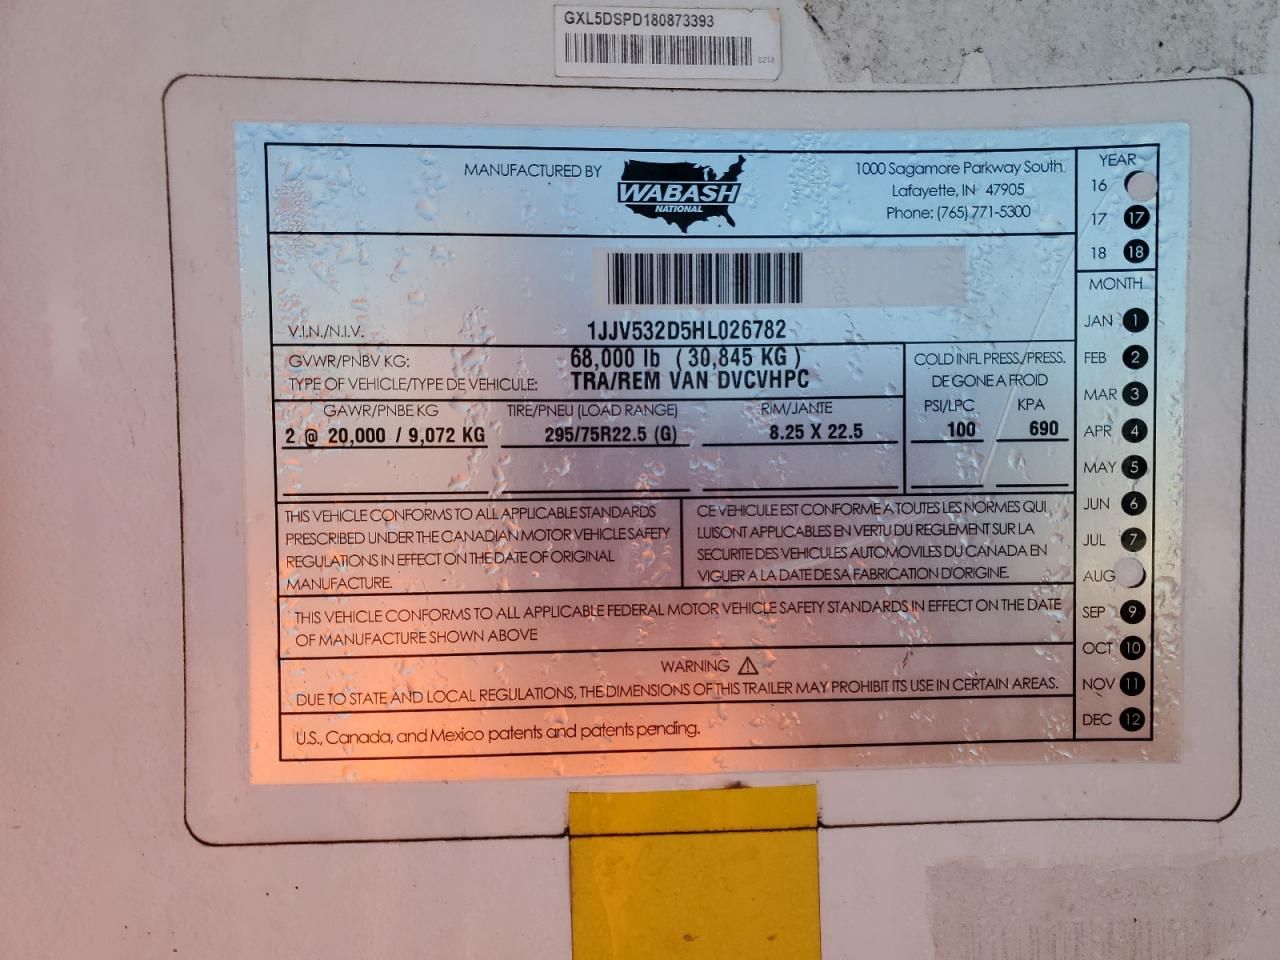 GXL5DSPD180873393
0218
MANUFACTURED BY
WABASH
NATIONAL
1000 Sagamore Parkway South
Lafayette, IN 47905
Phone: (765) 771-5300
YEAR
16
17 17
18 18
MONTH
JAN 1
FEB 2
MAR 3
APR 4
MAY 5
JUN 6
JUL 7
AUG
SEP 9
OCT 10
NOV 11
DEC 12
V.I.N./N.I.V. 1JJV532D5HL026782
GVWR/PNBV KG: 68,000 lb ( 30,845 KG )
TYPE OF VEHICLE/TYPE DE VEHICULE: TRA/REM VAN DVCVHPC
COLD INFL PRESS./PRESS.
DE GONE A FROID
PSI/LPC KPA
100 690
GAWR/PNBE KG TIRE/PNEU (LOAD RANGE) RIM/JANTE
2 @ 20,000 / 9,072 KG 295/75R22.5 (G) 8.25 X 22.5
THIS VEHICLE CONFORMS TO ALL APPLICABLE STANDARDS
PRESCRIBED UNDER THE CANADIAN MOTOR VEHICLE SAFETY
REGULATIONS IN EFFECT ON THE DATE OF ORIGINAL
MANUFACTURE.
CE VEHICULE EST CONFORME A TOUTES LES NORMES QUI
LUISONT APPLICABLES EN VERTU DU REGLEMENT SUR LA
SECURITE DES VEHICULES AUTOMOVILES DU CANADA EN
VIGUER A LA DATE DE SA FABRICATION D'ORIGINE.
THIS VEHICLE CONFORMS TO ALL APPLICABLE FEDERAL MOTOR VEHICLE SAFETY STANDARDS IN EFFECT ON THE DATE
OF MANUFACTURE SHOWN ABOVE
WARNING
DUE TO STATE AND LOCAL REGULATIONS, THE DIMENSIONS OF THIS TRAILER MAY PROHIBIT ITS USE IN CERTAIN AREAS.
U.S., Canada, and Mexico patents and patents pending.